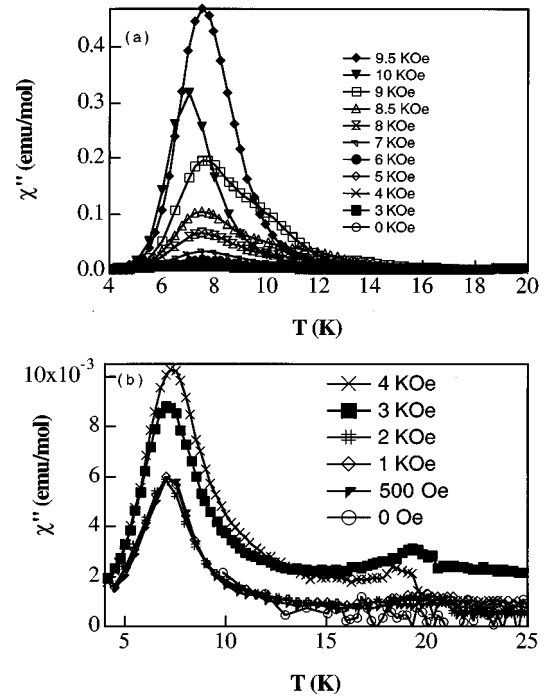 (a)
0.4
0.3
0.2
0.1
0.0
χ'' (emu/mol)
9.5 KOe
10 KOe
9 KOe
8.5 KOe
8 KOe
7 KOe
6 KOe
5 KOe
4 KOe
3 KOe
0 KOe
4 6 8 10 12 14 16 18 20
T (K)
(b)
10x10-3
8
6
4
2
0
χ'' (emu/mol)
4 KOe
3 KOe
2 KOe
1 KOe
500 Oe
0 Oe
5 10 15 20 25
T (K)